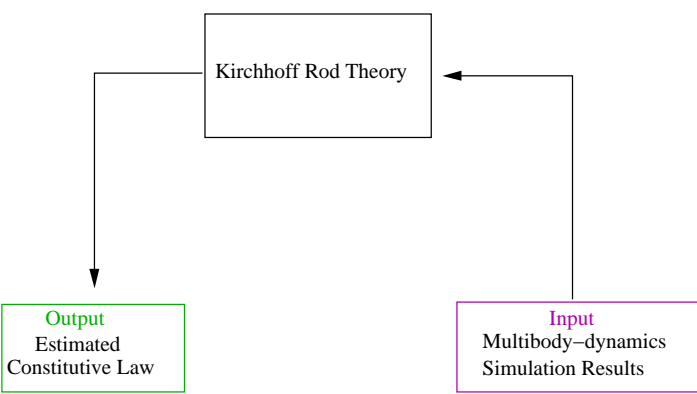 Kirchhoff Rod Theory
Output
Estimated
Constitutive Law
Input
Multibody−dynamics
Simulation Results